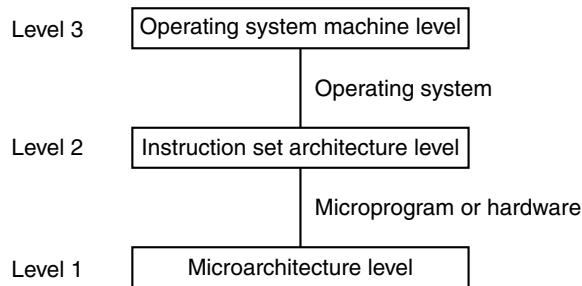 Level 3
Operating system machine level
Operating system
Level 2
Instruction set architecture level
Microprogram or hardware
Level 1
Microarchitecture level